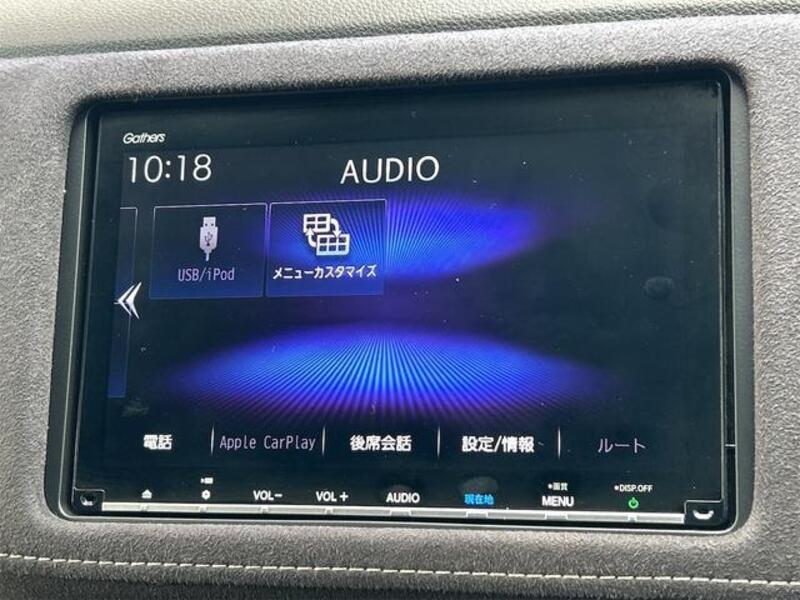 Gathers
10:18
AUDIO
USB/iPod
メニューカスタマイズ
電話
Apple CarPlay
後席会話
設定/情報
ルート
VOL−
VOL +
AUDIO
現在地
画質
MENU
DISP.OFF